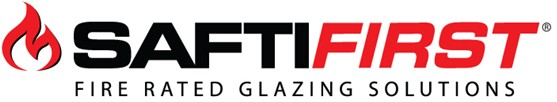 SAFTIFIRST®
FIRE RATED GLAZING SOLUTIONS